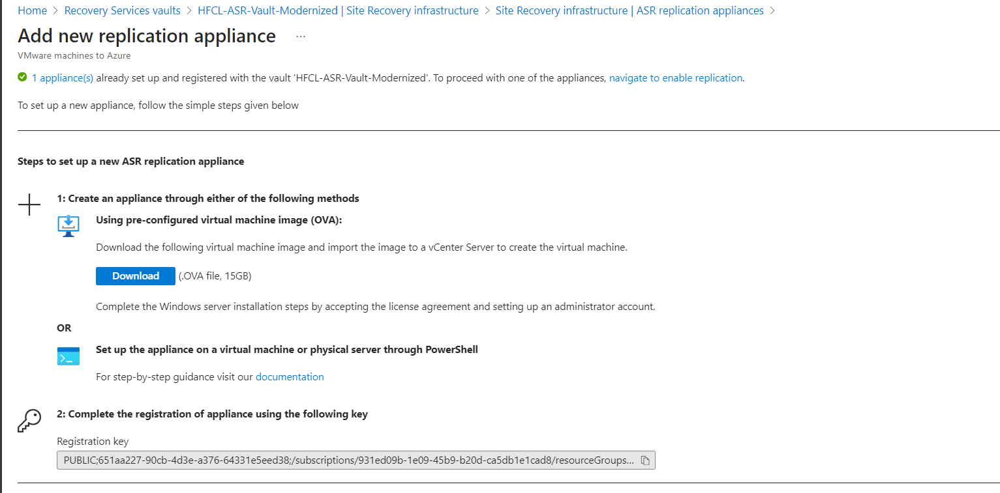 Home > Recovery Services vaults > HFCL-ASR-Vault-Modernized | Site Recovery infrastructure > Site Recovery infrastructure | ASR replication appliances >
Add new replication appliance ...
VMware machines to Azure
1 appliance(s) already set up and registered with the vault 'HFCL-ASR-Vault-Modernized'. To proceed with one of the appliances, navigate to enable replication.
To set up a new appliance, follow the simple steps given below
Steps to set up a new ASR replication appliance
1: Create an appliance through either of the following methods
Using pre-configured virtual machine image (OVA):
Download the following virtual machine image and import the image to a vCenter Server to create the virtual machine.
Download (.OVA file, 15GB)
Complete the Windows server installation steps by accepting the license agreement and setting up an administrator account.
OR
Set up the appliance on a virtual machine or physical server through PowerShell
For step-by-step guidance visit our documentation
2: Complete the registration of appliance using the following key
Registration key
PUBLIC;651aa227-90cb-4d3e-a376-64331e5eed38;/subscriptions/931ed09b-1e09-45b9-b20d-ca5db1e1cad8/resourceGroups...